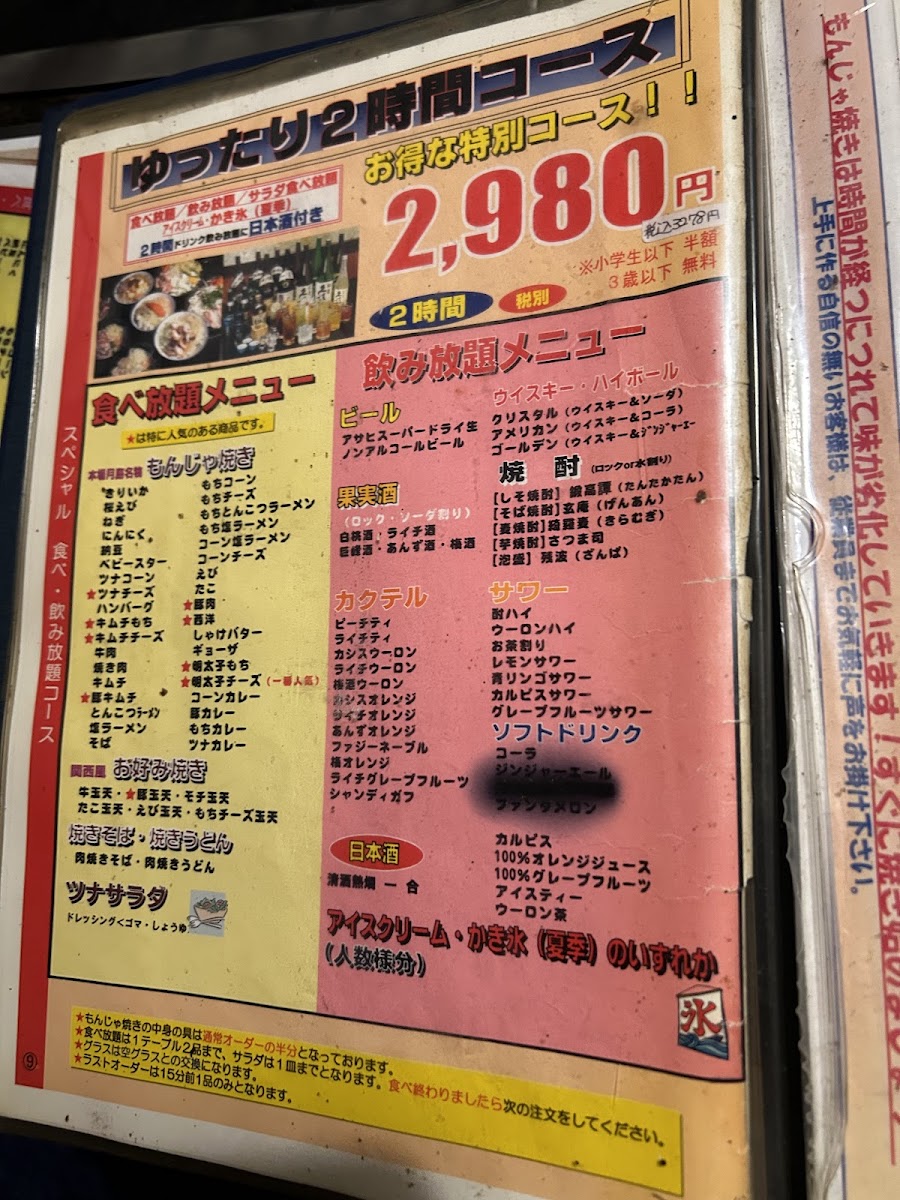 ゆったり2時間コース
お得な特別コース!!
食べ放題/飲み放題/サラダ食べ放題
アイスクリーム・かき氷(夏季)
2時間ドリンク飲み放題に日本酒付き
2,980円
税込3278円
※小学生以下 半額
3歳以下 無料
2時間
税別
スペシャル 食べ・飲み放題コース
食べ放題メニュー
★は特に人気のある商品です。
本場月島名物 もんじゃ焼き
きりいか
桜えび
ねぎ
にんにく
納豆
ベビースター
ツナコーン
★ツナチーズ
ハンバーグ
★キムチもち
★キムチチーズ
牛肉
焼き肉
キムチ
★豚キムチ
とんこつラーメン
塩ラーメン
そば
もちコーン
もちチーズ
もちとんこつラーメン
もち塩ラーメン
コーン塩ラーメン
コーンチーズ
えび
たこ
★豚肉
★西洋
しゃけバター
ギョーザ
★明太子もち
★明太子チーズ(一番人気)
コーンカレー
豚カレー
もちカレー
ツナカレー
関西風 お好み焼き
牛玉天・★豚玉天・モチ玉天
たこ玉天・えび玉天・もちチーズ玉天
焼きそば・焼きうどん
肉焼きそば・肉焼きうどん
ツナサラダ
ドレッシング<ゴマ・しょうゆ
飲み放題メニュー
ビール
アサヒスーパードライ生
ノンアルコールビール
果実酒
(ロック・ソーダ割り)
白桃酒・ライチ酒
巨峰酒・あんず酒・梅酒
カクテル
ピーチティ
ライチティ
カシスウーロン
ライチウーロン
梅酒ウーロン
カシスオレンジ
ライチオレンジ
あんずオレンジ
ファジーネーブル
梅オレンジ
ライチグレープフルーツ
シャンディガフ
日本酒
清酒熱燗 一合
ウイスキー・ハイボール
クリスタル(ウイスキー&ソーダ)
アメリカン(ウイスキー&コーラ)
ゴールデン(ウイスキー&ジンジャーエー
焼酎 (ロックor水割り)
[しそ焼酎] 鍛高譚(たんたかたん)
[そば焼酎]玄庵(げんあん)
[麦焼酎]綺羅麦(きらむぎ)
[芋焼酎]さつま司
[泡盛] 残波(ざんぱ)
サワー
酎ハイ
ウーロンハイ
お茶割り
レモンサワー
青リンゴサワー
カルピスサワー
グレープフルーツサワー
ソフトドリンク
コーラ
ジンジャーエール
ファンタメロン
カルピス
100%オレンジジュース
100%グレープフルーツ
アイスティー
ウーロン茶
アイスクリーム・かき氷(夏季)のいずれか
(人数様分)
氷
★もんじゃ焼きの中身の具は通常オーダーの半分となっております。
★食べ放題は1テーブル2品まで、サラダは1皿までとなります。食べ終わりましたら次の注文をしてください。
★グラスは空グラスとの交換になります。
★ラストオーダーは15分前1品のみとなります。
⑨
もんじゃ焼きは時間が経つにつれて味が劣化していきます!すぐに焼き
上手に作る自信の無いお客様は、従業員までお気軽に声をお掛け下さい。